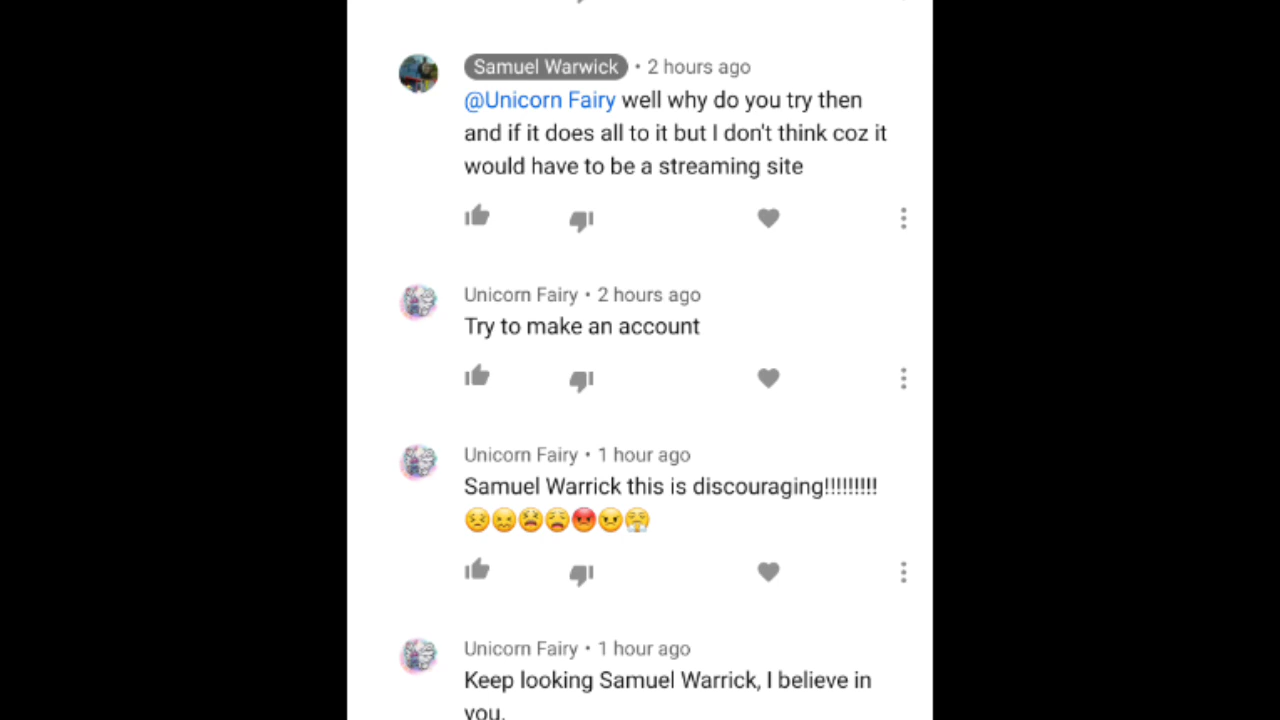 Samuel Warwick • 2 hours ago
@Unicorn Fairy well why do you try then
and if it does all to it but I don't think coz it
would have to be a streaming site
Unicorn Fairy • 2 hours ago
Try to make an account
Unicorn Fairy • 1 hour ago
Samuel Warrick this is discouraging!!!!!!!!!
😣😖😫😩😡😠😤
Unicorn Fairy • 1 hour ago
Keep looking Samuel Warrick, I believe in
you.